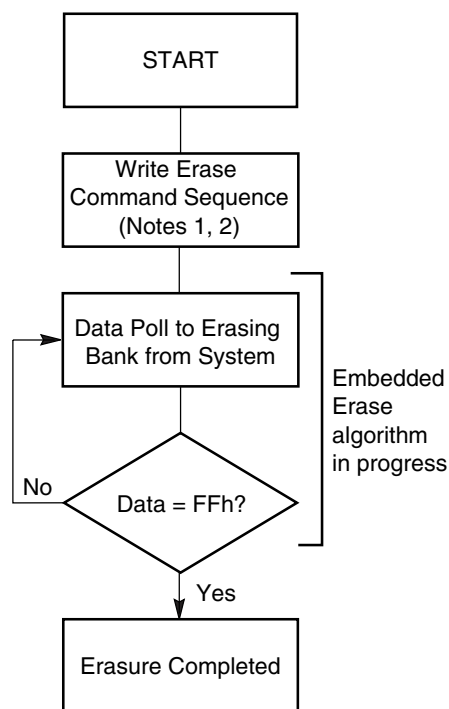 START
Write Erase
Command Sequence
(Notes 1, 2)
Data Poll to Erasing
Bank from System
Embedded
Erase
algorithm
in progress
No
Data = FFh?
Yes
Erasure Completed